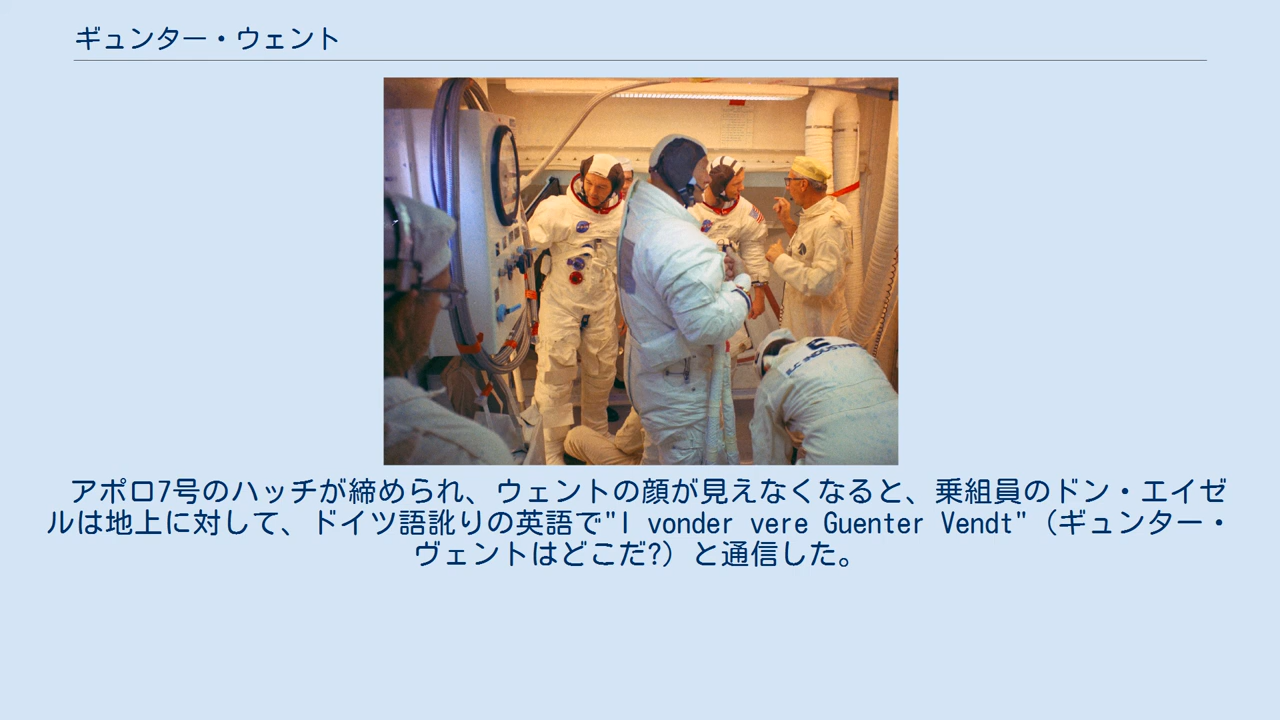 ギュンター・ウェント
アポロ7号のハッチが締められ、ウェントの顔が見えなくなると、乗組員のドン・エイゼ
ルは地上に対して、ドイツ語訛りの英語で"I vonder vere Guenter Vendt"（ギュンター・
ヴェントはどこだ?）と通信した。